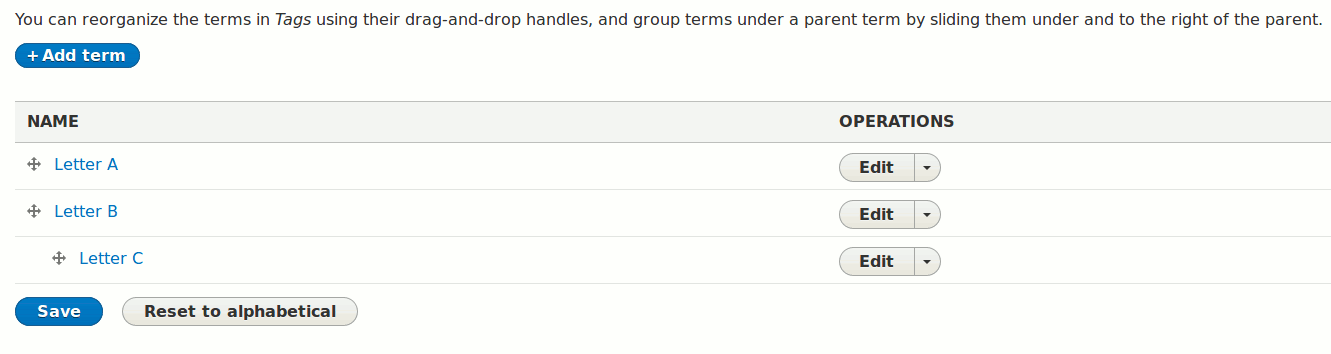 You can reorganize the terms in Tags using their drag-and-drop handles, and group terms under a parent term by sliding them under and to the right of the parent.
+ Add term
NAME OPERATIONS
Letter A Edit
Letter B Edit
Letter C Edit
Save Reset to alphabetical